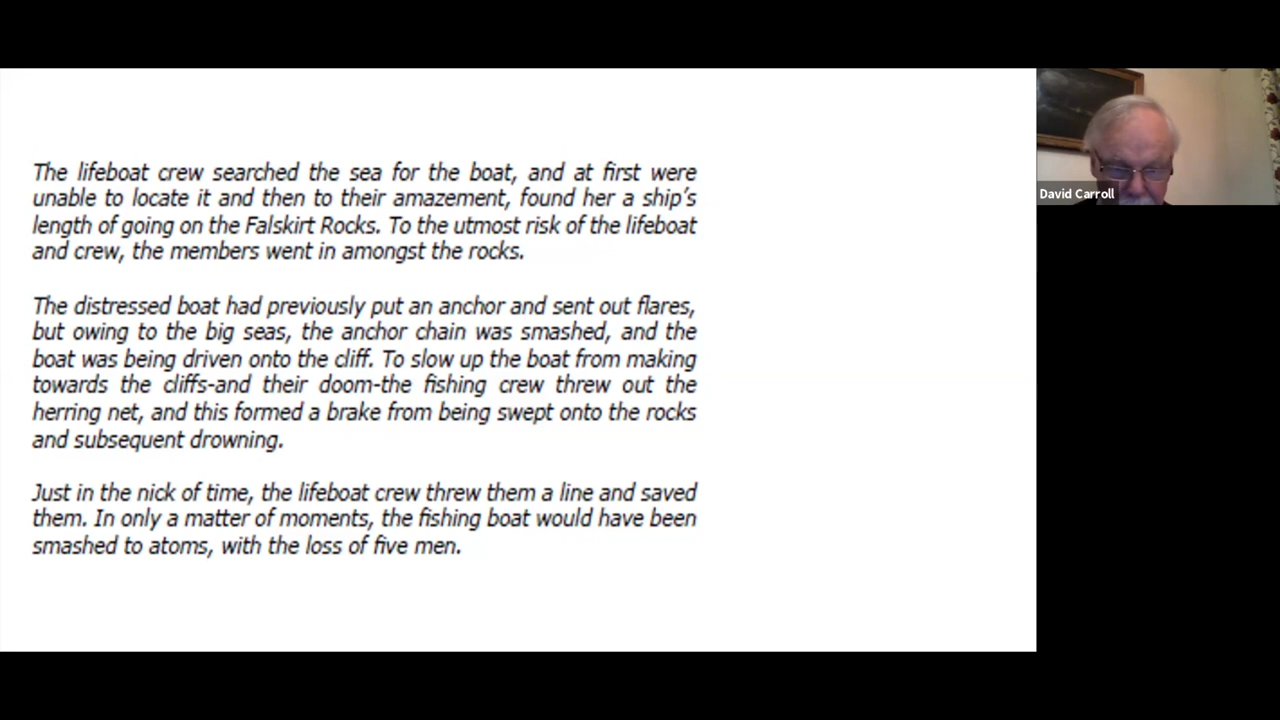 The lifeboat crew searched the sea for the boat, and at first were
unable to locate it and then to their amazement, found her a ship's
length of going on the Falskirt Rocks. To the utmost risk of the lifeboat
and crew, the members went in amongst the rocks.
The distressed boat had previously put an anchor and sent out flares,
but owing to the big seas, the anchor chain was smashed, and the
boat was being driven onto the cliff. To slow up the boat from making
towards the cliffs-and their doom-the fishing crew threw out the
herring net, and this formed a brake from being swept onto the rocks
and subsequent drowning.
Just in the nick of time, the lifeboat crew threw them a line and saved
them. In only a matter of moments, the fishing boat would have been
smashed to atoms, with the loss of five men.
David Carroll